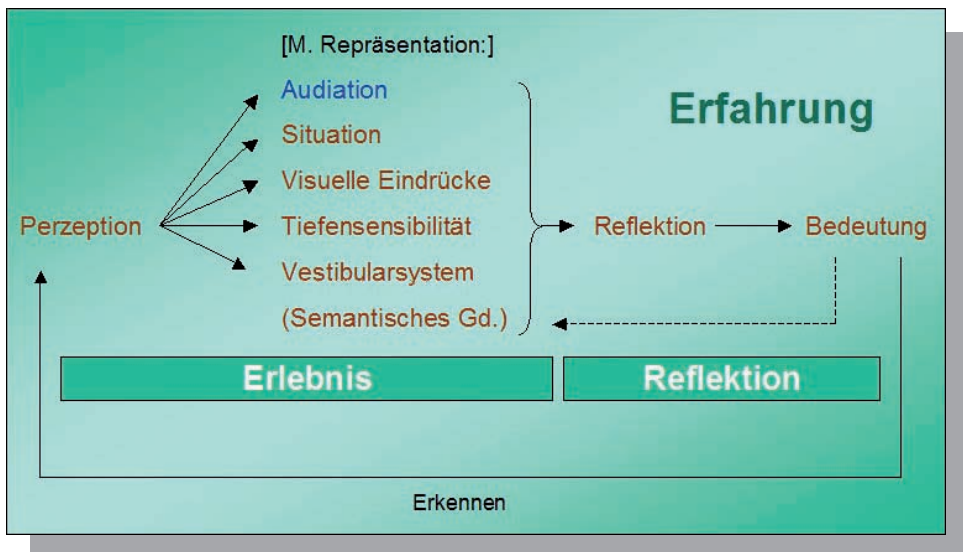 [M. Repräsentation:]
Audiation
Erfahrung
Situation
Visuelle Eindrücke
Perzeption
Tiefensensibilität
Reflektion
Bedeutung
Vestibularsystem
(Semantisches Gd.)
Erlebnis
Reflektion
Erkennen